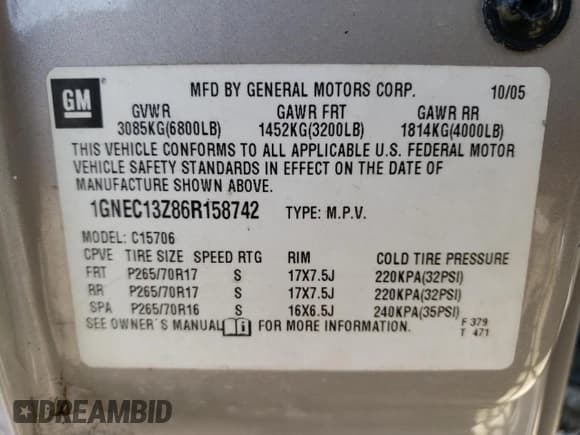 GM
MFD BY GENERAL MOTORS CORP. 10/05
GVWR GAWR FRT GAWR RR
3085KG(6800LB) 1452KG(3200LB) 1814KG(4000LB)
THIS VEHICLE CONFORMS TO ALL APPLICABLE U.S. FEDERAL MOTOR
VEHICLE SAFETY STANDARDS IN EFFECT ON THE DATE OF
MANUFACTURE SHOWN ABOVE.
1GNEC13Z86R158742 TYPE: M.P.V.
MODEL: C15706
CPVE TIRE SIZE SPEED RTG RIM COLD TIRE PRESSURE
FRT P265/70R17 S 17X7.5J 220KPA(32PSI)
RR P265/70R17 S 17X7.5J 220KPA(32PSI)
SPA P265/70R16 S 16X6.5J 240KPA(35PSI)
SEE OWNER'S MANUAL i FOR MORE INFORMATION. F 379
T 471
DREAMBID